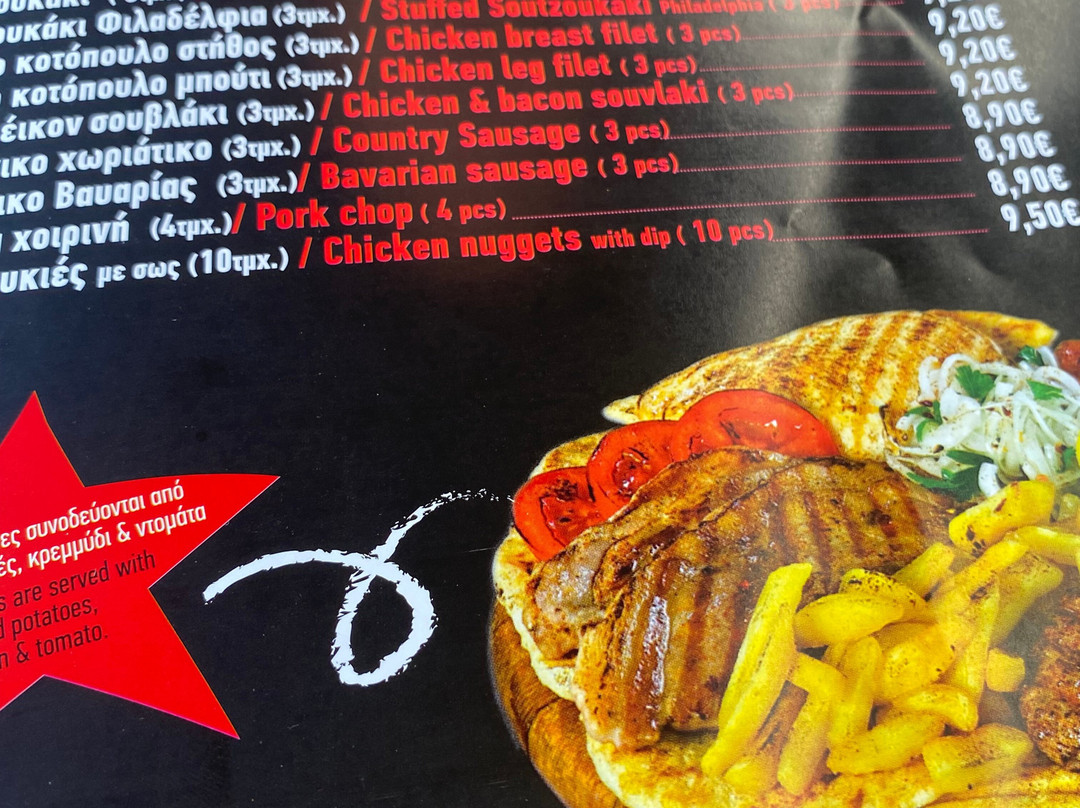 ουκάκι Φιλαδέλφια (3τμχ.) / Stuffed Soutzoukaki Philadelphia ( 3 pcs)
κοτόπουλο στήθος (3τμχ.) / Chicken breast filet ( 3 pcs) 9,20€
κοτόπουλο μπούτι (3τμχ.) / Chicken leg filet ( 3 pcs) 9,20€
έικον σουβλάκι (3τμχ.) / Chicken & bacon souvlaki ( 3 pcs) 9,20€
ικο χωριάτικο (3τμχ.) / Country Sausage ( 3 pcs) 8,90€
ικο Βαυαρίας (3τμχ.) / Bavarian sausage ( 3 pcs) 8,90€
χοιρινή (4τμχ.) / Pork chop ( 4 pcs) 8,90€
υκιές με σως (10τμχ.) / Chicken nuggets with dip ( 10 pcs) 9,50€
ες συνοδεύονται από
ές, κρεμμύδι & ντομάτα
s are served with
d potatoes,
n & tomato.